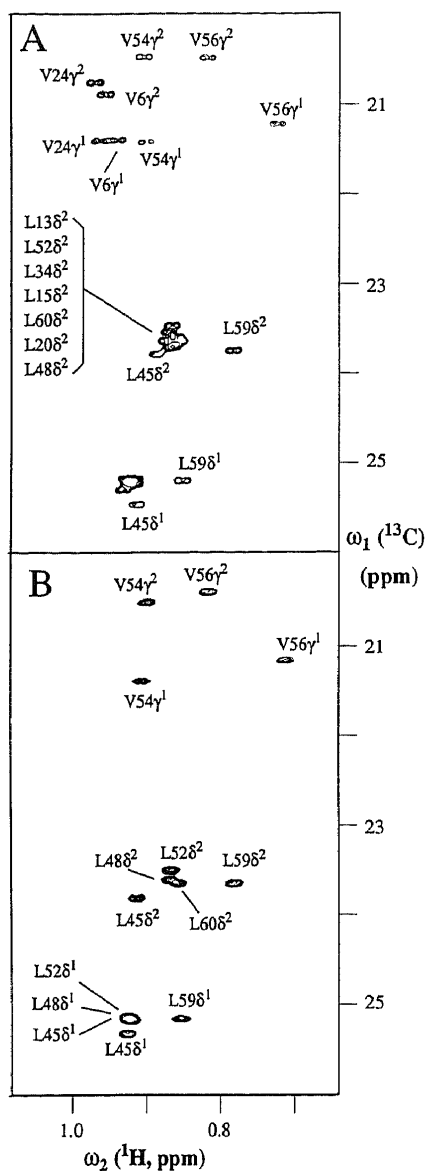 A
V54γ² V56γ²
V24γ²
V6γ²
V56γ¹
21
V24γ¹
V54γ¹
V6γ¹
L13δ²
L52δ²
L34δ²
L15δ²
L60δ²
L20δ²
L48δ²
23
L59δ²
L45δ²
25
L59δ¹
L45δ¹
ω₁ (¹³C)
(ppm)
B
V54γ² V56γ²
21
V56γ¹
V54γ¹
23
L48δ² L52δ² L59δ²
L45δ² L60δ²
L52δ¹
L48δ¹
L45δ¹
L59δ¹
25
L45δ¹
1.0 0.8
ω₂ (¹H, ppm)